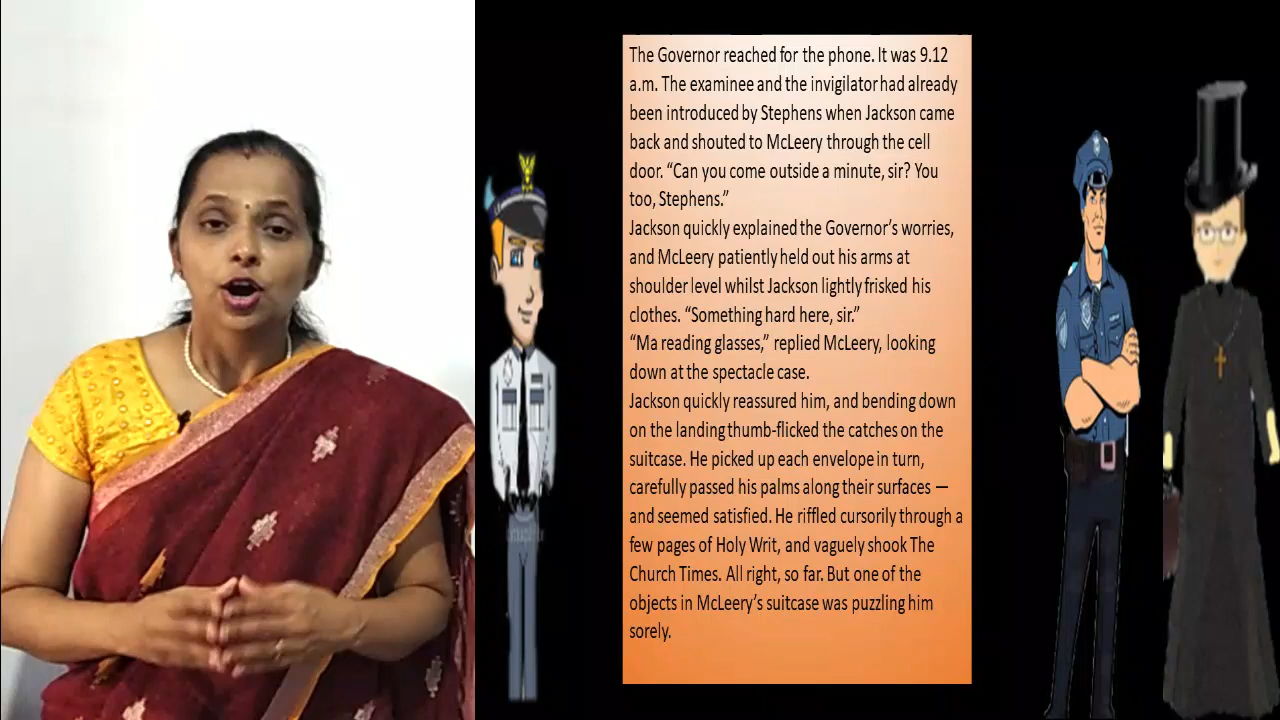 The Governor reached for the phone. It was 9.12
a.m. The examinee and the invigilator had already
been introduced by Stephens when Jackson came
back and shouted to McLeery through the cell
door. “Can you come outside a minute, sir? You
too, Stephens.”
Jackson quickly explained the Governor’s worries,
and McLeery patiently held out his arms at
shoulder level whilst Jackson lightly frisked his
clothes. “Something hard here, sir.”
“Ma reading glasses,” replied McLeery, looking
down at the spectacle case.
Jackson quickly reassured him, and bending down
on the landing thumb-flicked the catches on the
suitcase. He picked up each envelope in turn,
carefully passed his palms along their surfaces —
and seemed satisfied. He riffled cursorily through a
few pages of Holy Writ, and vaguely shook The
Church Times. All right, so far. But one of the
objects in McLeery’s suitcase was puzzling him
sorely.